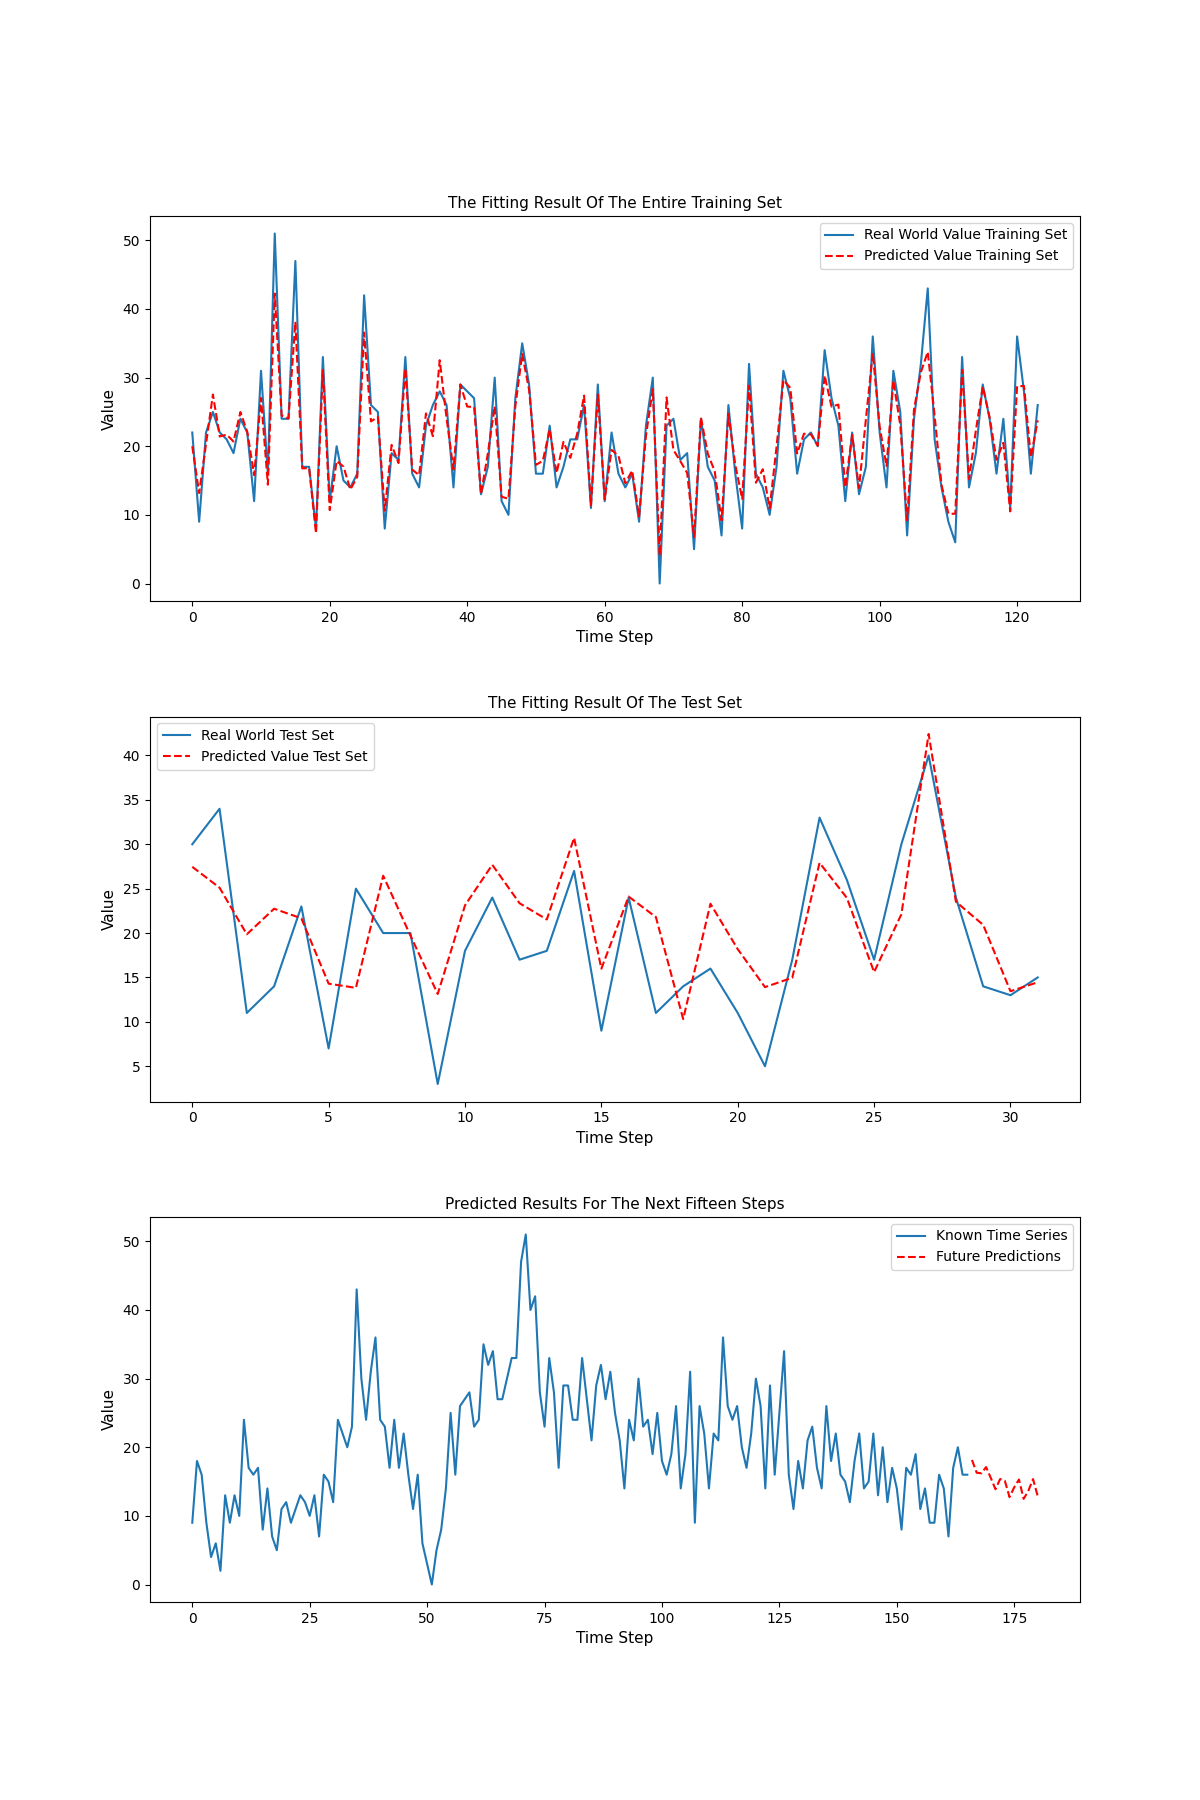 The Fitting Result Of The Entire Training Set
50
40
30
20
10
0
Value
Real World Value Training Set
Predicted Value Training Set
0 20 40 60 80 100 120
Time Step
The Fitting Result Of The Test Set
Real World Test Set
Predicted Value Test Set
40
35
30
25
20
15
10
5
Value
0 5 10 15 20 25 30
Time Step
Predicted Results For The Next Fifteen Steps
50
40
30
20
10
0
Value
Known Time Series
Future Predictions
0 25 50 75 100 125 150 175
Time Step